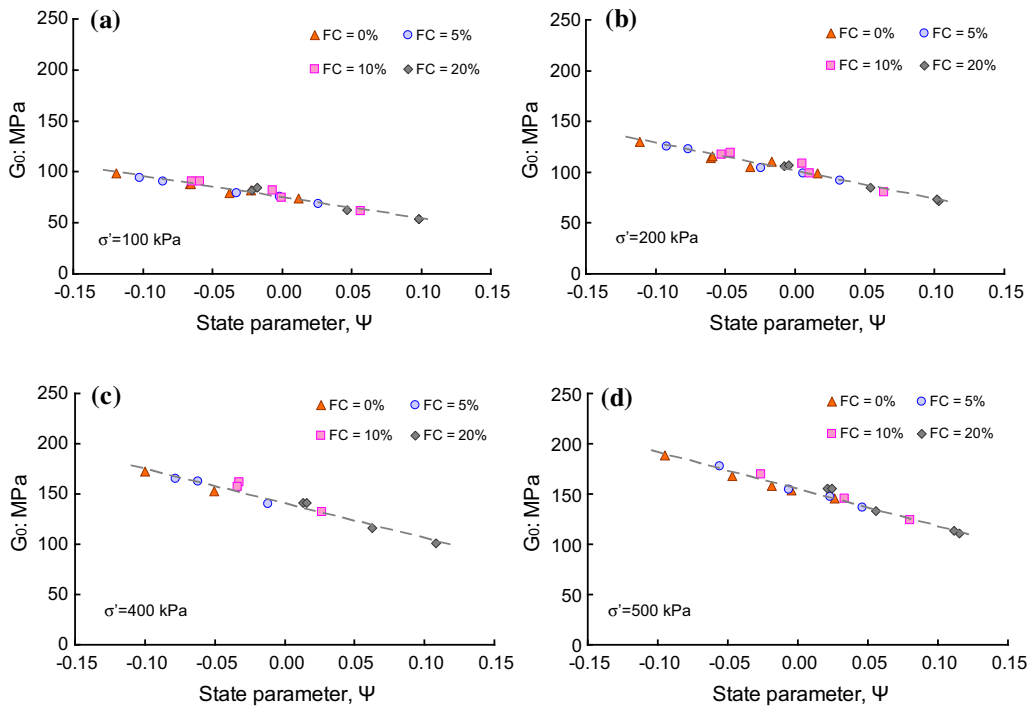 (a)
FC = 0%
FC = 5%
FC = 10%
FC = 20%
250
200
150
100
50
0
G0: MPa
σ'=100 kPa
-0.15
-0.10
-0.05
0.00
0.05
0.10
0.15
State parameter, Ψ
(b)
FC = 0%
FC = 5%
FC = 10%
FC = 20%
250
200
150
100
50
0
G0: MPa
σ'=200 kPa
-0.15
-0.10
-0.05
0.00
0.05
0.10
0.15
State parameter, Ψ
(c)
FC = 0%
FC = 5%
FC = 10%
FC = 20%
250
200
150
100
50
0
G0: MPa
σ'=400 kPa
-0.15
-0.10
-0.05
0.00
0.05
0.10
0.15
State parameter, Ψ
(d)
FC = 0%
FC = 5%
FC = 10%
FC = 20%
250
200
150
100
50
0
G0: MPa
σ'=500 kPa
-0.15
-0.10
-0.05
0.00
0.05
0.10
0.15
State parameter, Ψ